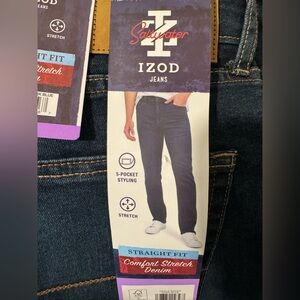 STRETCH
IT FIT
Stretch
Saltwater
IZOD
JEANS
5-POCKET
STYLING
STRETCH
STRAIGHT FIT
Comfort Stretch
Denim